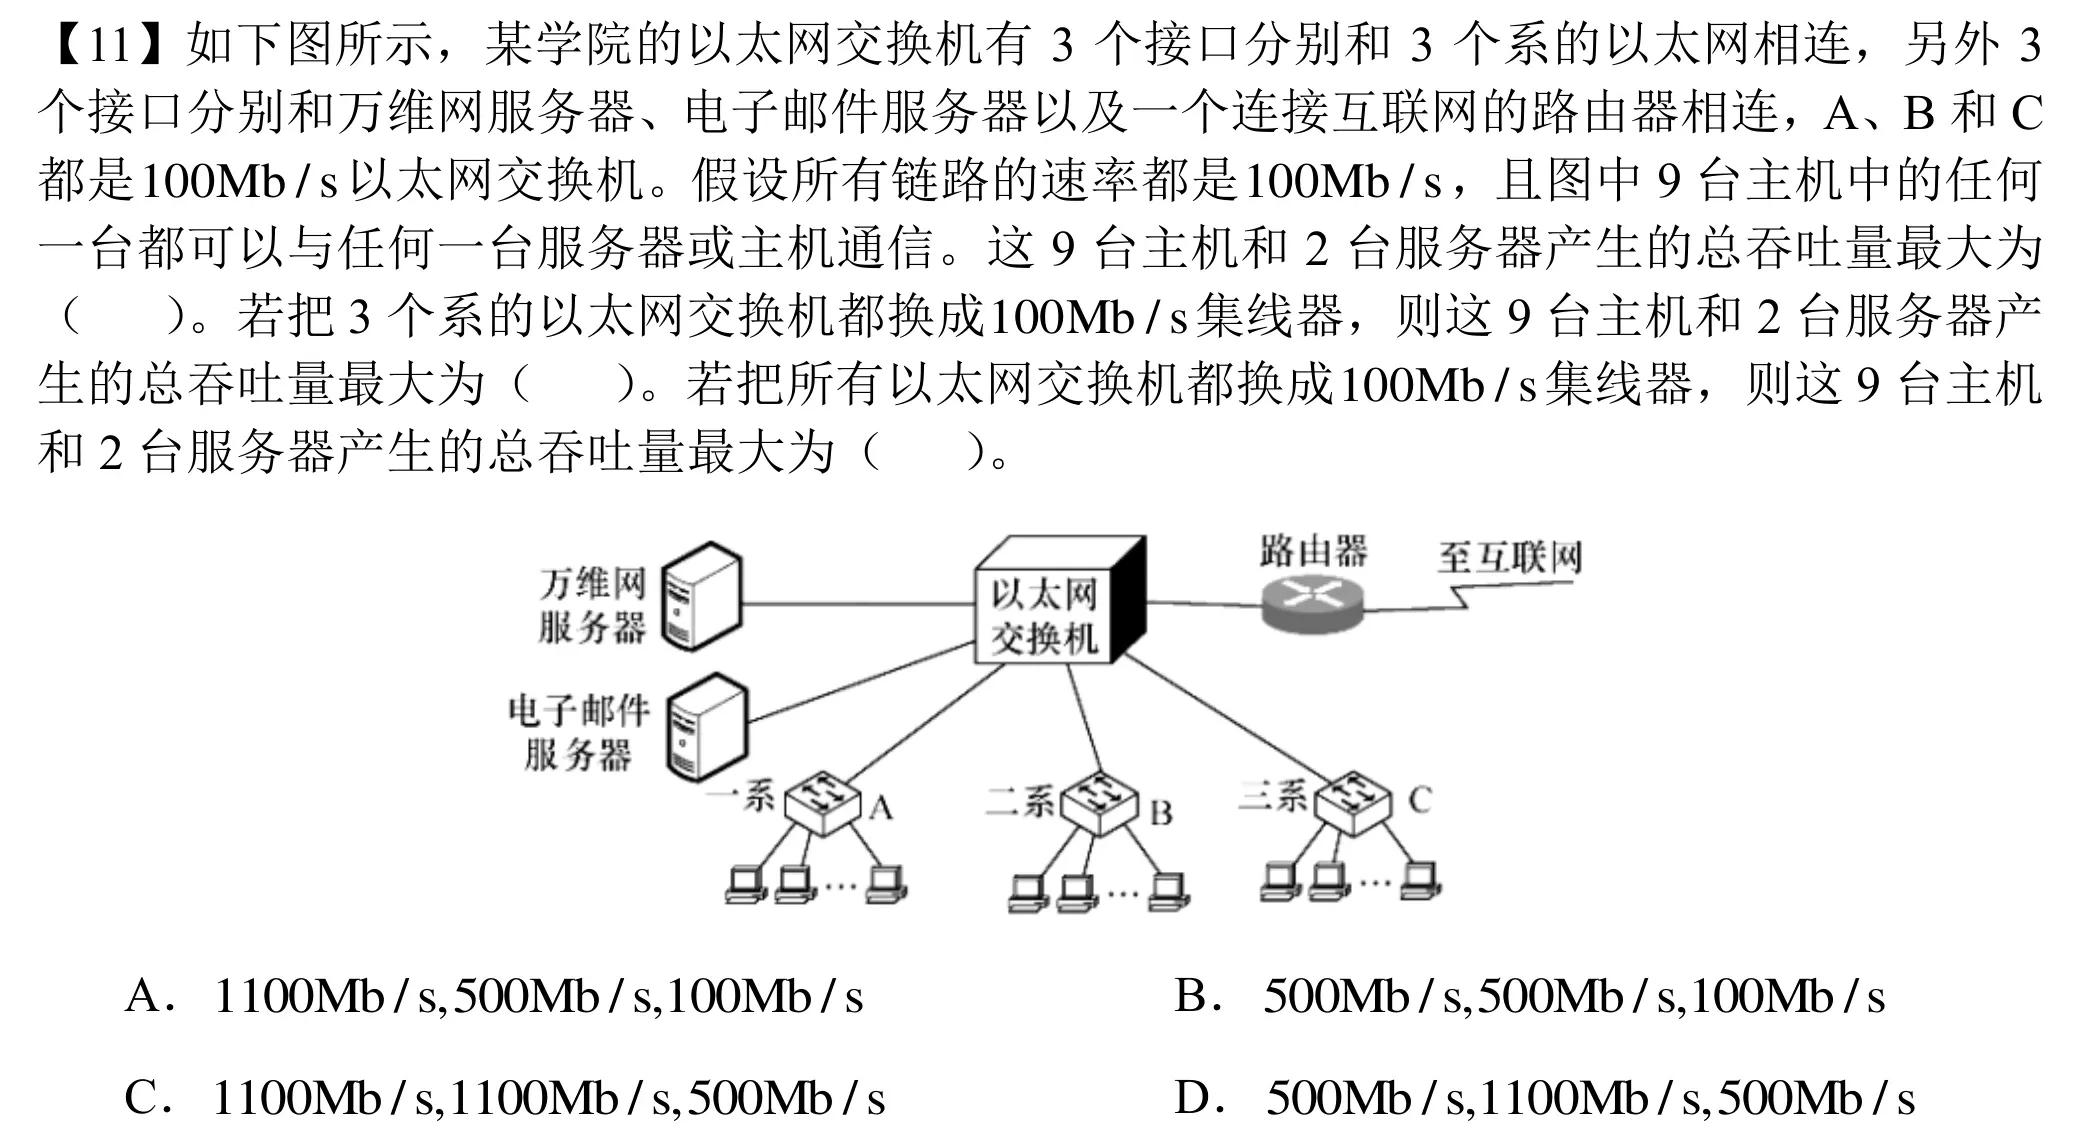 【11】如下图所示，某学院的以太网交换机有 3 个接口分别和 3 个系的以太网相连，另外 3
个接口分别和万维网服务器、电子邮件服务器以及一个连接互联网的路由器相连，A、B 和 C
都是100Mb / s以太网交换机。假设所有链路的速率都是100Mb / s，且图中 9 台主机中的任何
一台都可以与任何一台服务器或主机通信。这 9 台主机和 2 台服务器产生的总吞吐量最大为
（　　）。若把 3 个系的以太网交换机都换成100Mb / s集线器，则这 9 台主机和 2 台服务器产
生的总吞吐量最大为（　　）。若把所有以太网交换机都换成100Mb / s集线器，则这 9 台主机
和 2 台服务器产生的总吞吐量最大为（　　）。
万维网
服务器
以太网
交换机
路由器
至互联网
电子邮件
服务器
一系
A
二系
B
三系
C
…
…
…
A． 1100Mb / s,500Mb / s,100Mb / s
B． 500Mb / s,500Mb / s,100Mb / s
C． 1100Mb / s,1100Mb / s,500Mb / s
D． 500Mb / s,1100Mb / s,500Mb / s